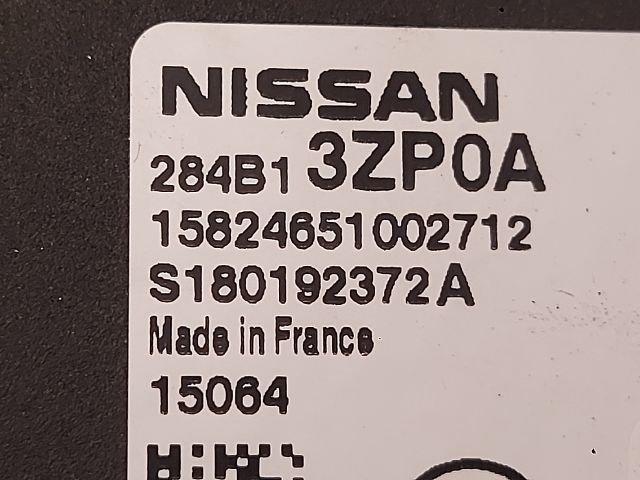 NISSAN
284B1 3ZP0A
15824651002712
S180192372A
Made in France
15064